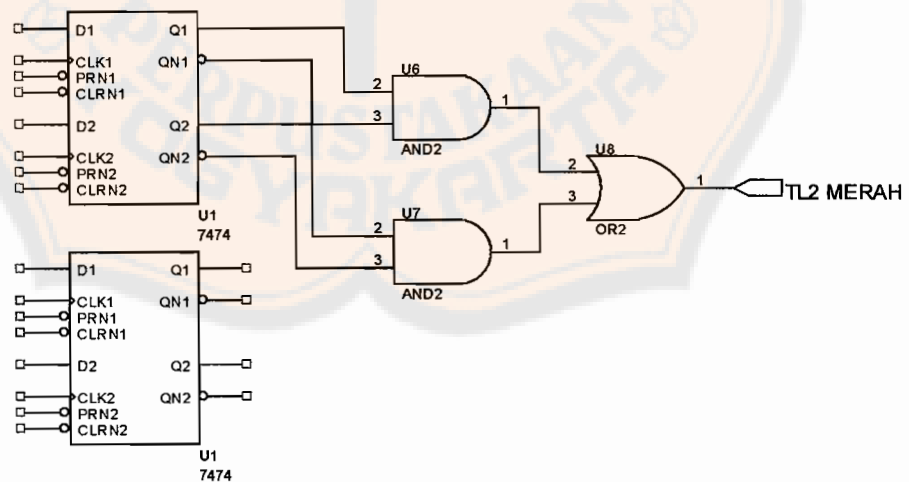 D1 Q1
CLK1 QN1
PRN1
CLRN1
D2 Q2
CLK2 QN2
PRN2
CLRN2
U1
7474
U6
2
3
1
AND2
U7
2
3
1
AND2
U8
2
3
1
OR2
TL2 MERAH
D1 Q1
CLK1 QN1
PRN1
CLRN1
D2 Q2
CLK2 QN2
PRN2
CLRN2
U1
7474
PERPUSTAKAAN
YOGYAKARTA